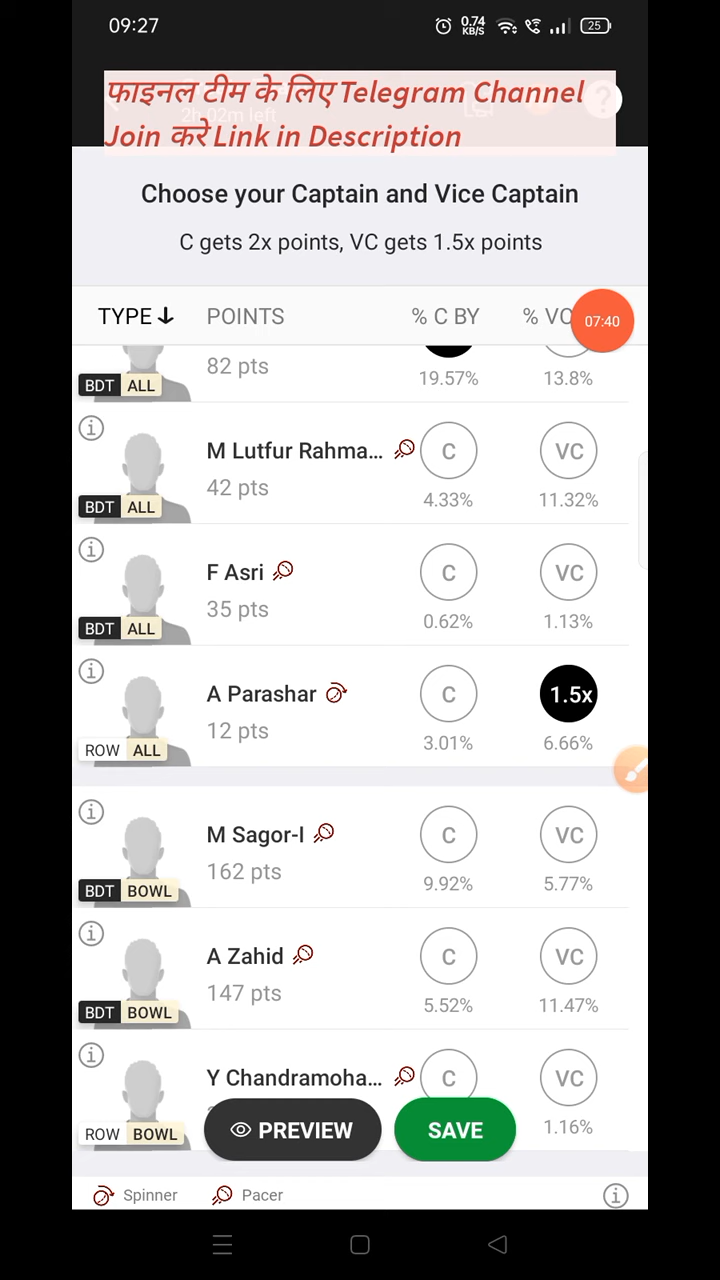 09:27
0.74
KB/S
25
फाइनल टीम के लिए Telegram Channel
2h 02m left
Join करे Link in Description
?
Choose your Captain and Vice Captain
C gets 2x points, VC gets 1.5x points
TYPE↓ POINTS % C BY % VC
07:40
82 pts
19.57% 13.8%
BDT ALL
M Lutfur Rahma... C VC
42 pts
4.33% 11.32%
BDT ALL
F Asri C VC
35 pts
0.62% 1.13%
BDT ALL
A Parashar C 1.5x
12 pts
3.01% 6.66%
ROW ALL
M Sagor-I C VC
162 pts
9.92% 5.77%
BDT BOWL
A Zahid C VC
147 pts
5.52% 11.47%
BDT BOWL
Y Chandramoha... C VC
1.16%
ROW BOWL
PREVIEW SAVE
Spinner Pacer